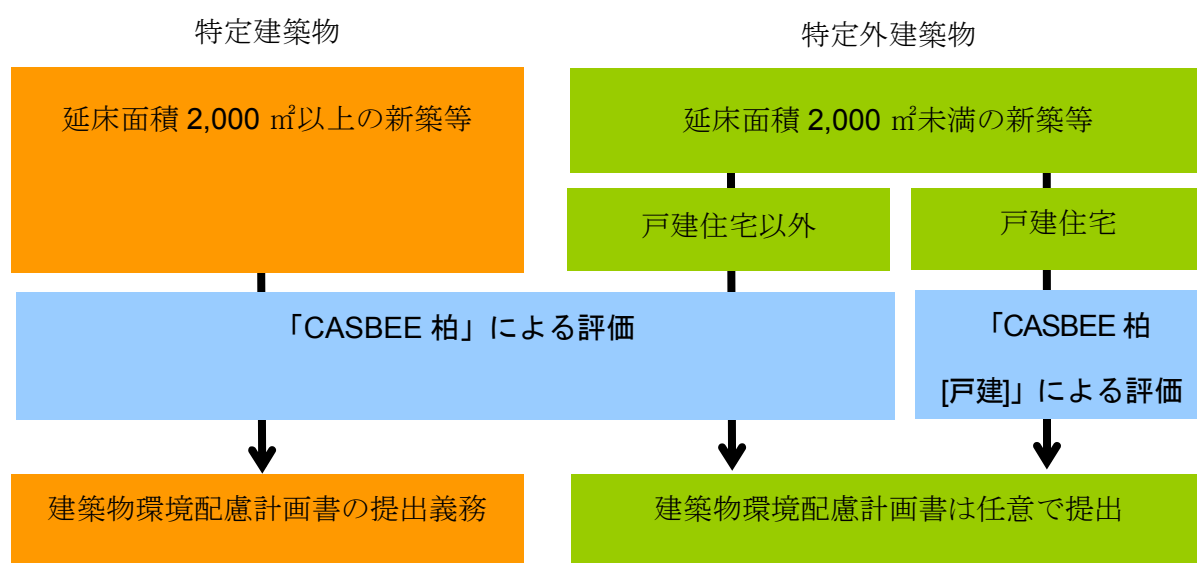 特定建築物
特定外建築物
延床面積 2,000 ㎡以上の新築等
延床面積 2,000 ㎡未満の新築等
戸建住宅以外
戸建住宅
「CASBEE 柏」による評価
「CASBEE 柏
[戸建]」による評価
建築物環境配慮計画書の提出義務
建築物環境配慮計画書は任意で提出